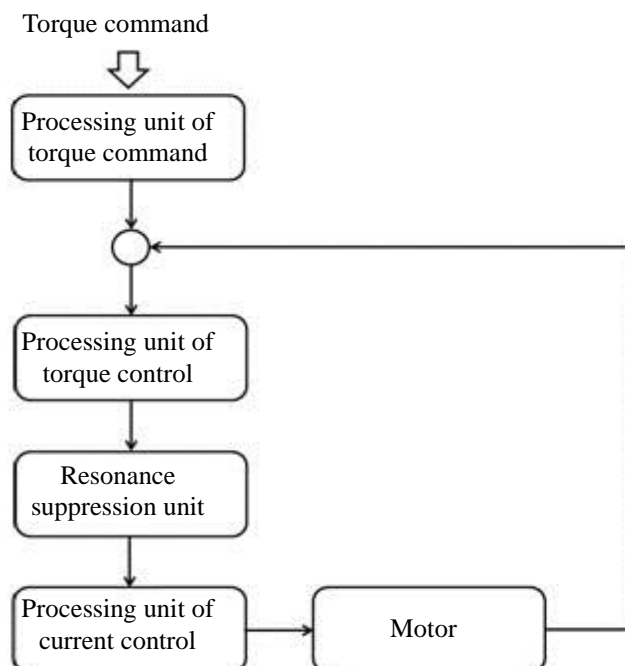 Torque command
Processing unit of
torque command
Processing unit of
torque control
Resonance
suppression unit
Processing unit of
current control
Motor